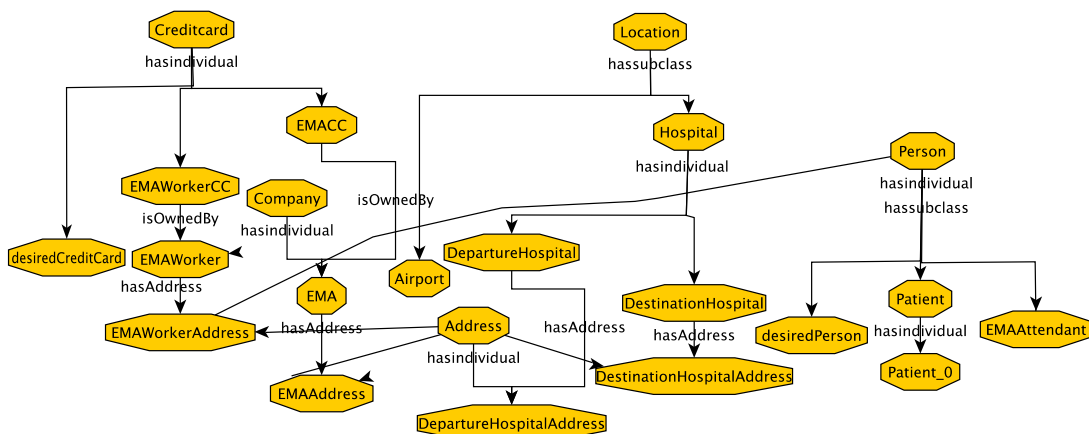 Creditcard
hasindividual
Location
hassubclass
EMACC
Hospital
hasindividual
Person
hasindividual
hassubclass
EMAWorkerCC
isOwnedBy
Company
hasindividual
isOwnedBy
desiredCreditCard
EMAWorker
hasAddress
DepartureHospital
Airport
EMA
hasAddress
DestinationHospital
hasAddress
Patient
hasindividual
EMAWorkerAddress
Address
hasindividual
hasAddress
desiredPerson
EMAAttendant
EMAAddress
DestinationHospitalAddress
Patient_0
DepartureHospitalAddress